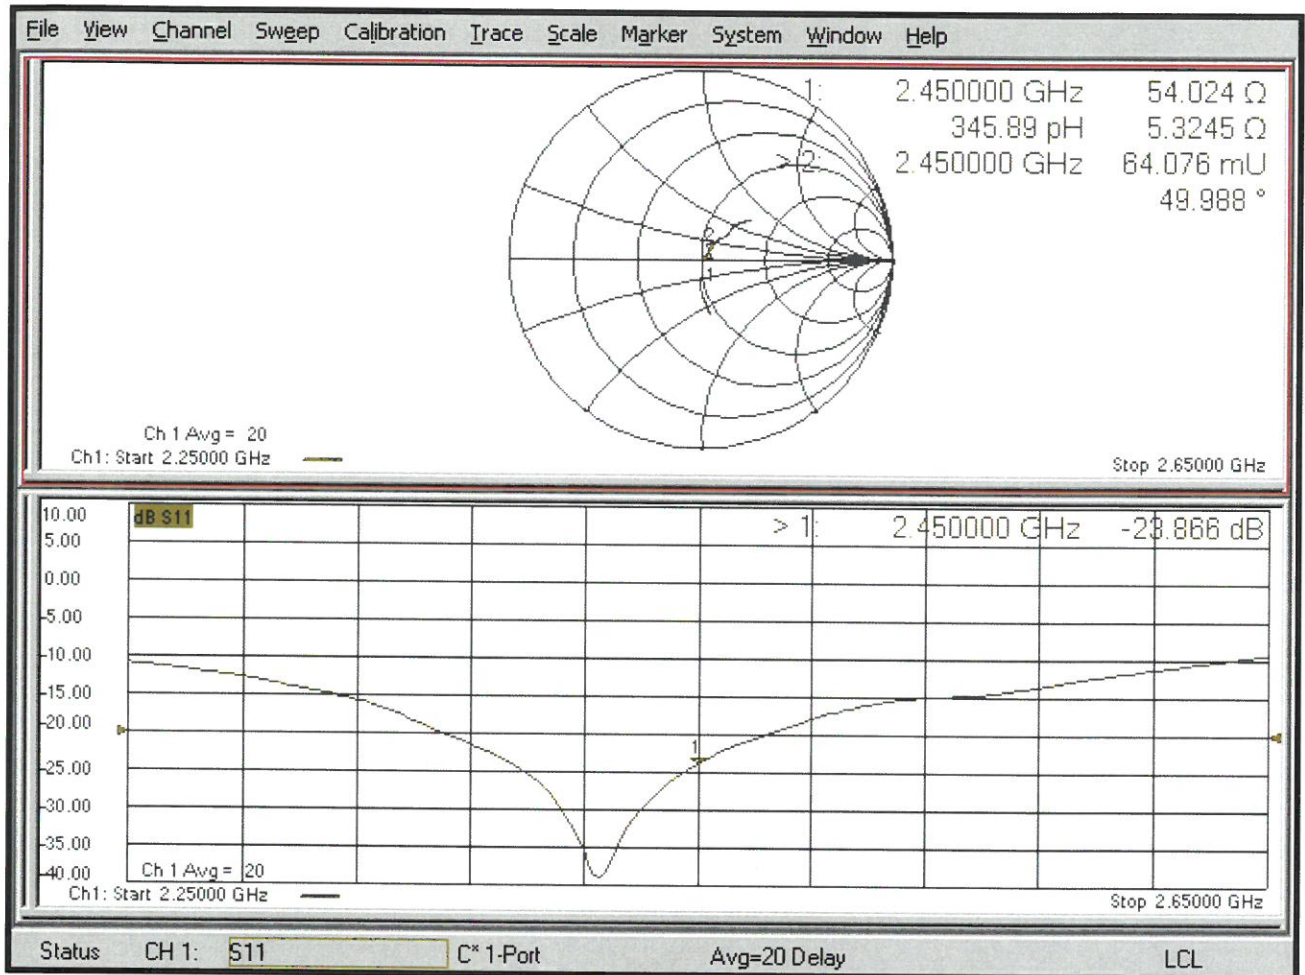 File View Channel Sweep Calibration Trace Scale Marker System Window Help
1: 2.450000 GHz 54.024 Ω
345.89 pH 5.3245 Ω
> 2: 2.450000 GHz 64.076 mU
49.988 °
2
1
Ch 1 Avg = 20
Ch1: Start 2.25000 GHz
Stop 2.65000 GHz
10.00
dB S11
> 1: 2.450000 GHz -23.866 dB
5.00
0.00
-5.00
-10.00
-15.00
-20.00
1
-25.00
-30.00
-35.00
-40.00
Ch 1 Avg = 20
Ch1: Start 2.25000 GHz
Stop 2.65000 GHz
Status CH 1: S11 C* 1-Port Avg=20 Delay LCL